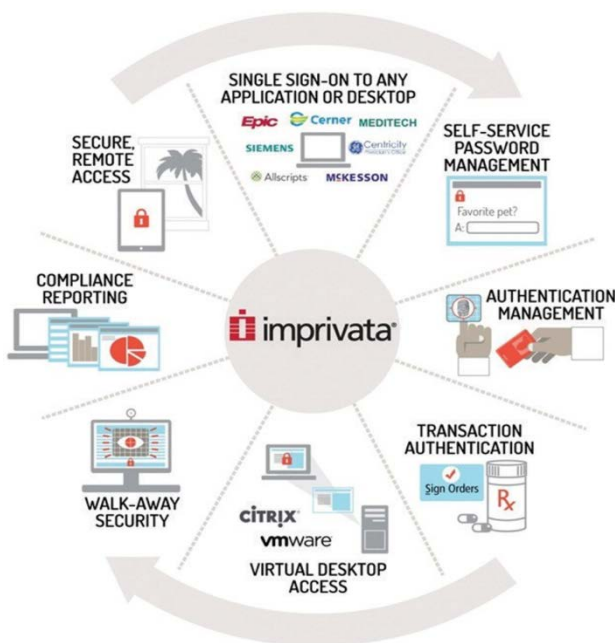 SINGLE SIGN-ON TO ANY
APPLICATION OR DESKTOP
Epic
Cerner
MEDITECH
SIEMENS
Centricity
Allscripts
MCKESSON
SELF-SERVICE
PASSWORD
MANAGEMENT
Favorite pet?
A:
AUTHENTICATION
MANAGEMENT
TRANSACTION
AUTHENTICATION
Sign Orders
Rx
CITRIX®
vmware®
VIRTUAL DESKTOP
ACCESS
WALK-AWAY
SECURITY
COMPLIANCE
REPORTING
SECURE,
REMOTE
ACCESS
imprivata®